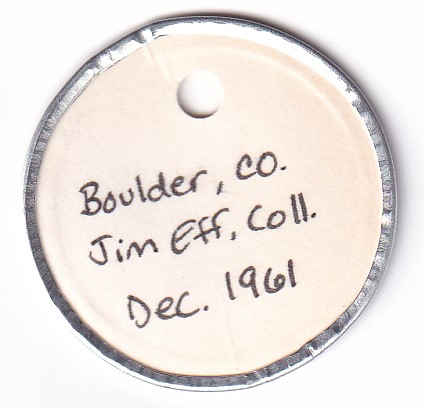 Boulder, CO.
Jim Eff, Coll.
Dec. 1961